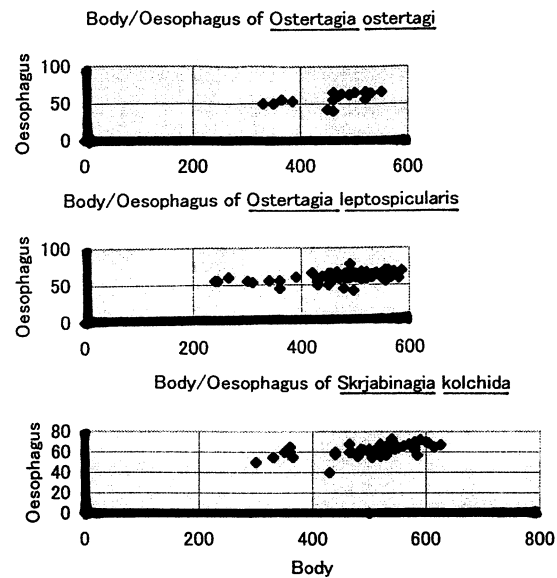 Body/Oesophagus of Ostertagia ostertagi
Oesophagus
100
50
0
0 200 400 600
Body/Oesophagus of Ostertagia leptospicularis
Oesophagus
100
50
0
0 200 400 600
Body/Oesophagus of Skrjabinagia kolchida
Oesophagus
80
60
40
20
0
0 200 400 600 800
Body